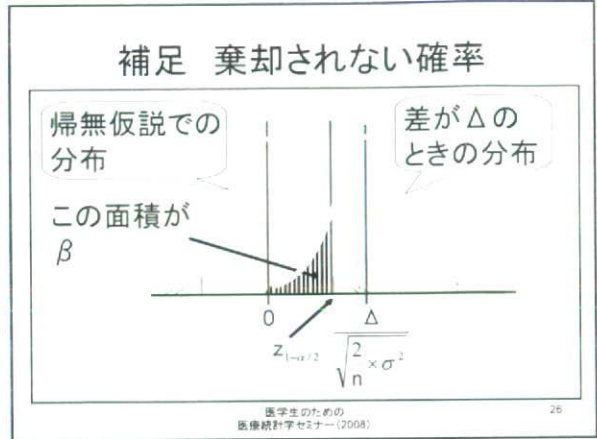 補足 棄却されない確率
帰無仮説での
分布
差がΔの
ときの分布
この面積が
β
0
Δ
z₁₋α/₂
√(2/n × σ²)
医学生のための
医療統計学セミナー(2008)
26